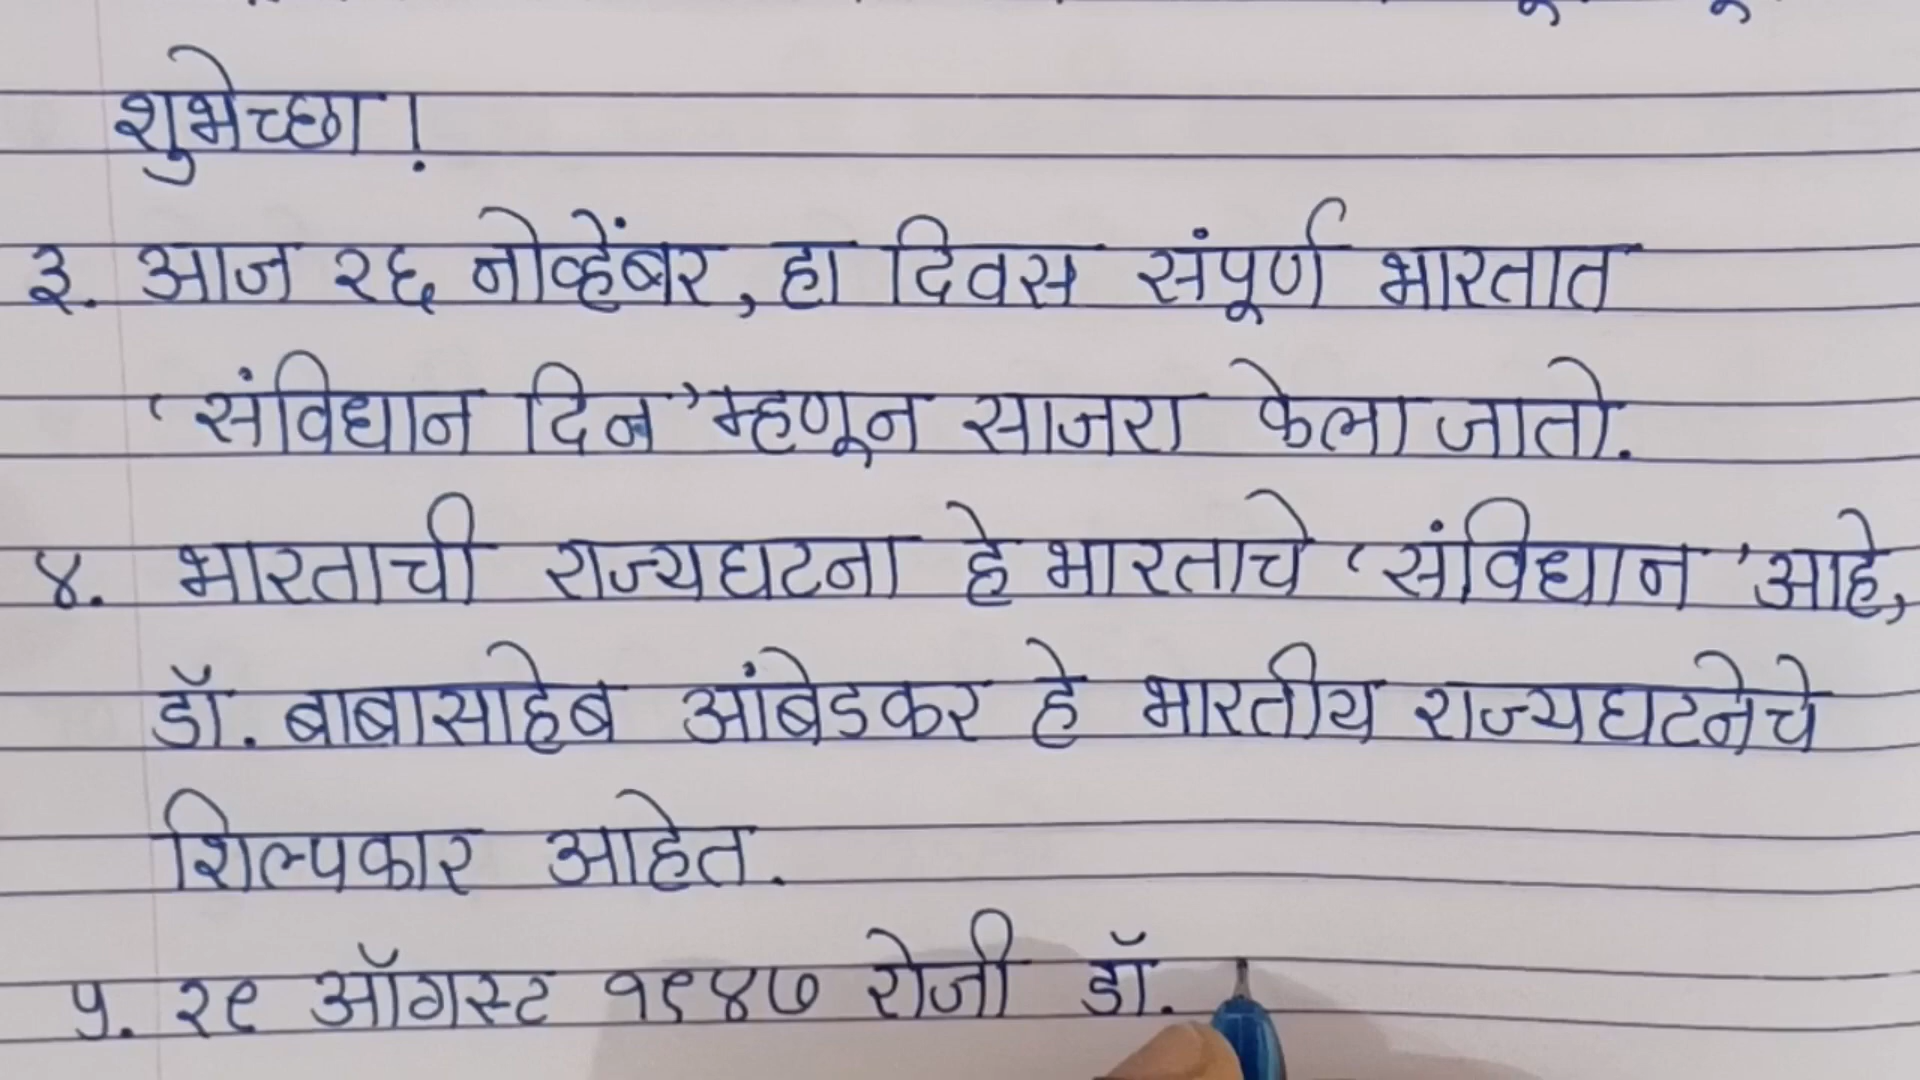 शुभेच्छा !
३. आज २६ नोव्हेंबर, हा दिवस संपूर्ण भारतात
‘संविधान दिन’ म्हणून साजरा केला जातो.
४. भारताची राज्यघटना हे भारताचे ‘संविधान’ आहे,
डॉ. बाबासाहेब आंबेडकर हे भारतीय राज्यघटनेचे
शिल्पकार आहेत.
५. २९ ऑगस्ट १९४७ रोजी डॉ.